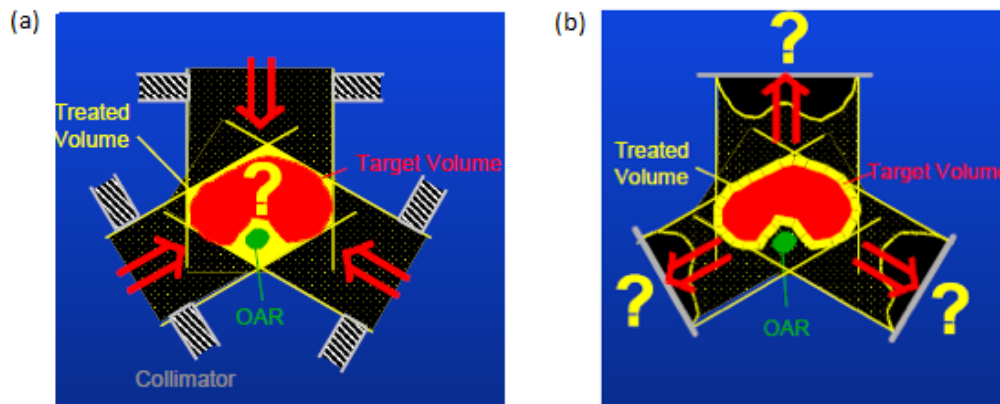 (a)
Treated
Volume
Target Volume
?
OAR
Collimator
(b)
?
Treated
Volume
Target Volume
?
?
OAR